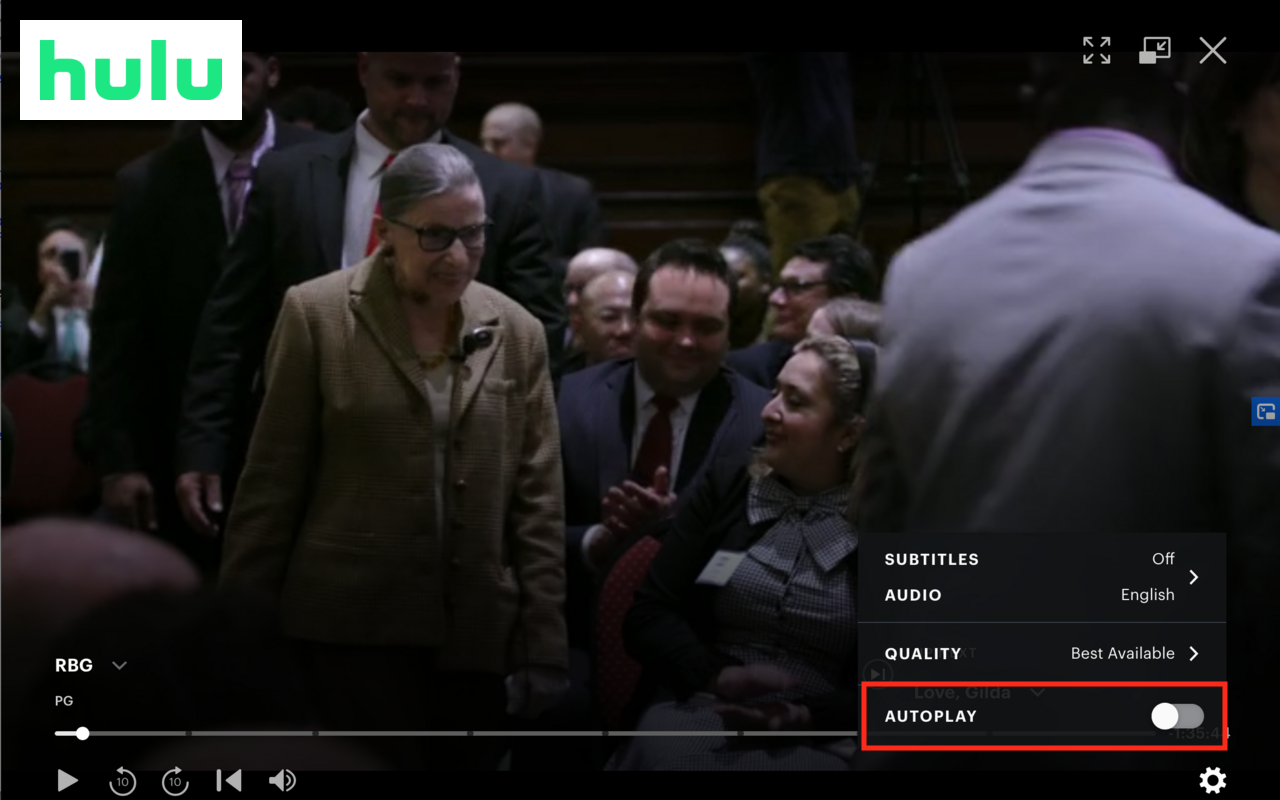 hulu
SUBTITLES Off
AUDIO English
QUALITY Best Available
Love, Gilda
AUTOPLAY
RBG
PG
10 10